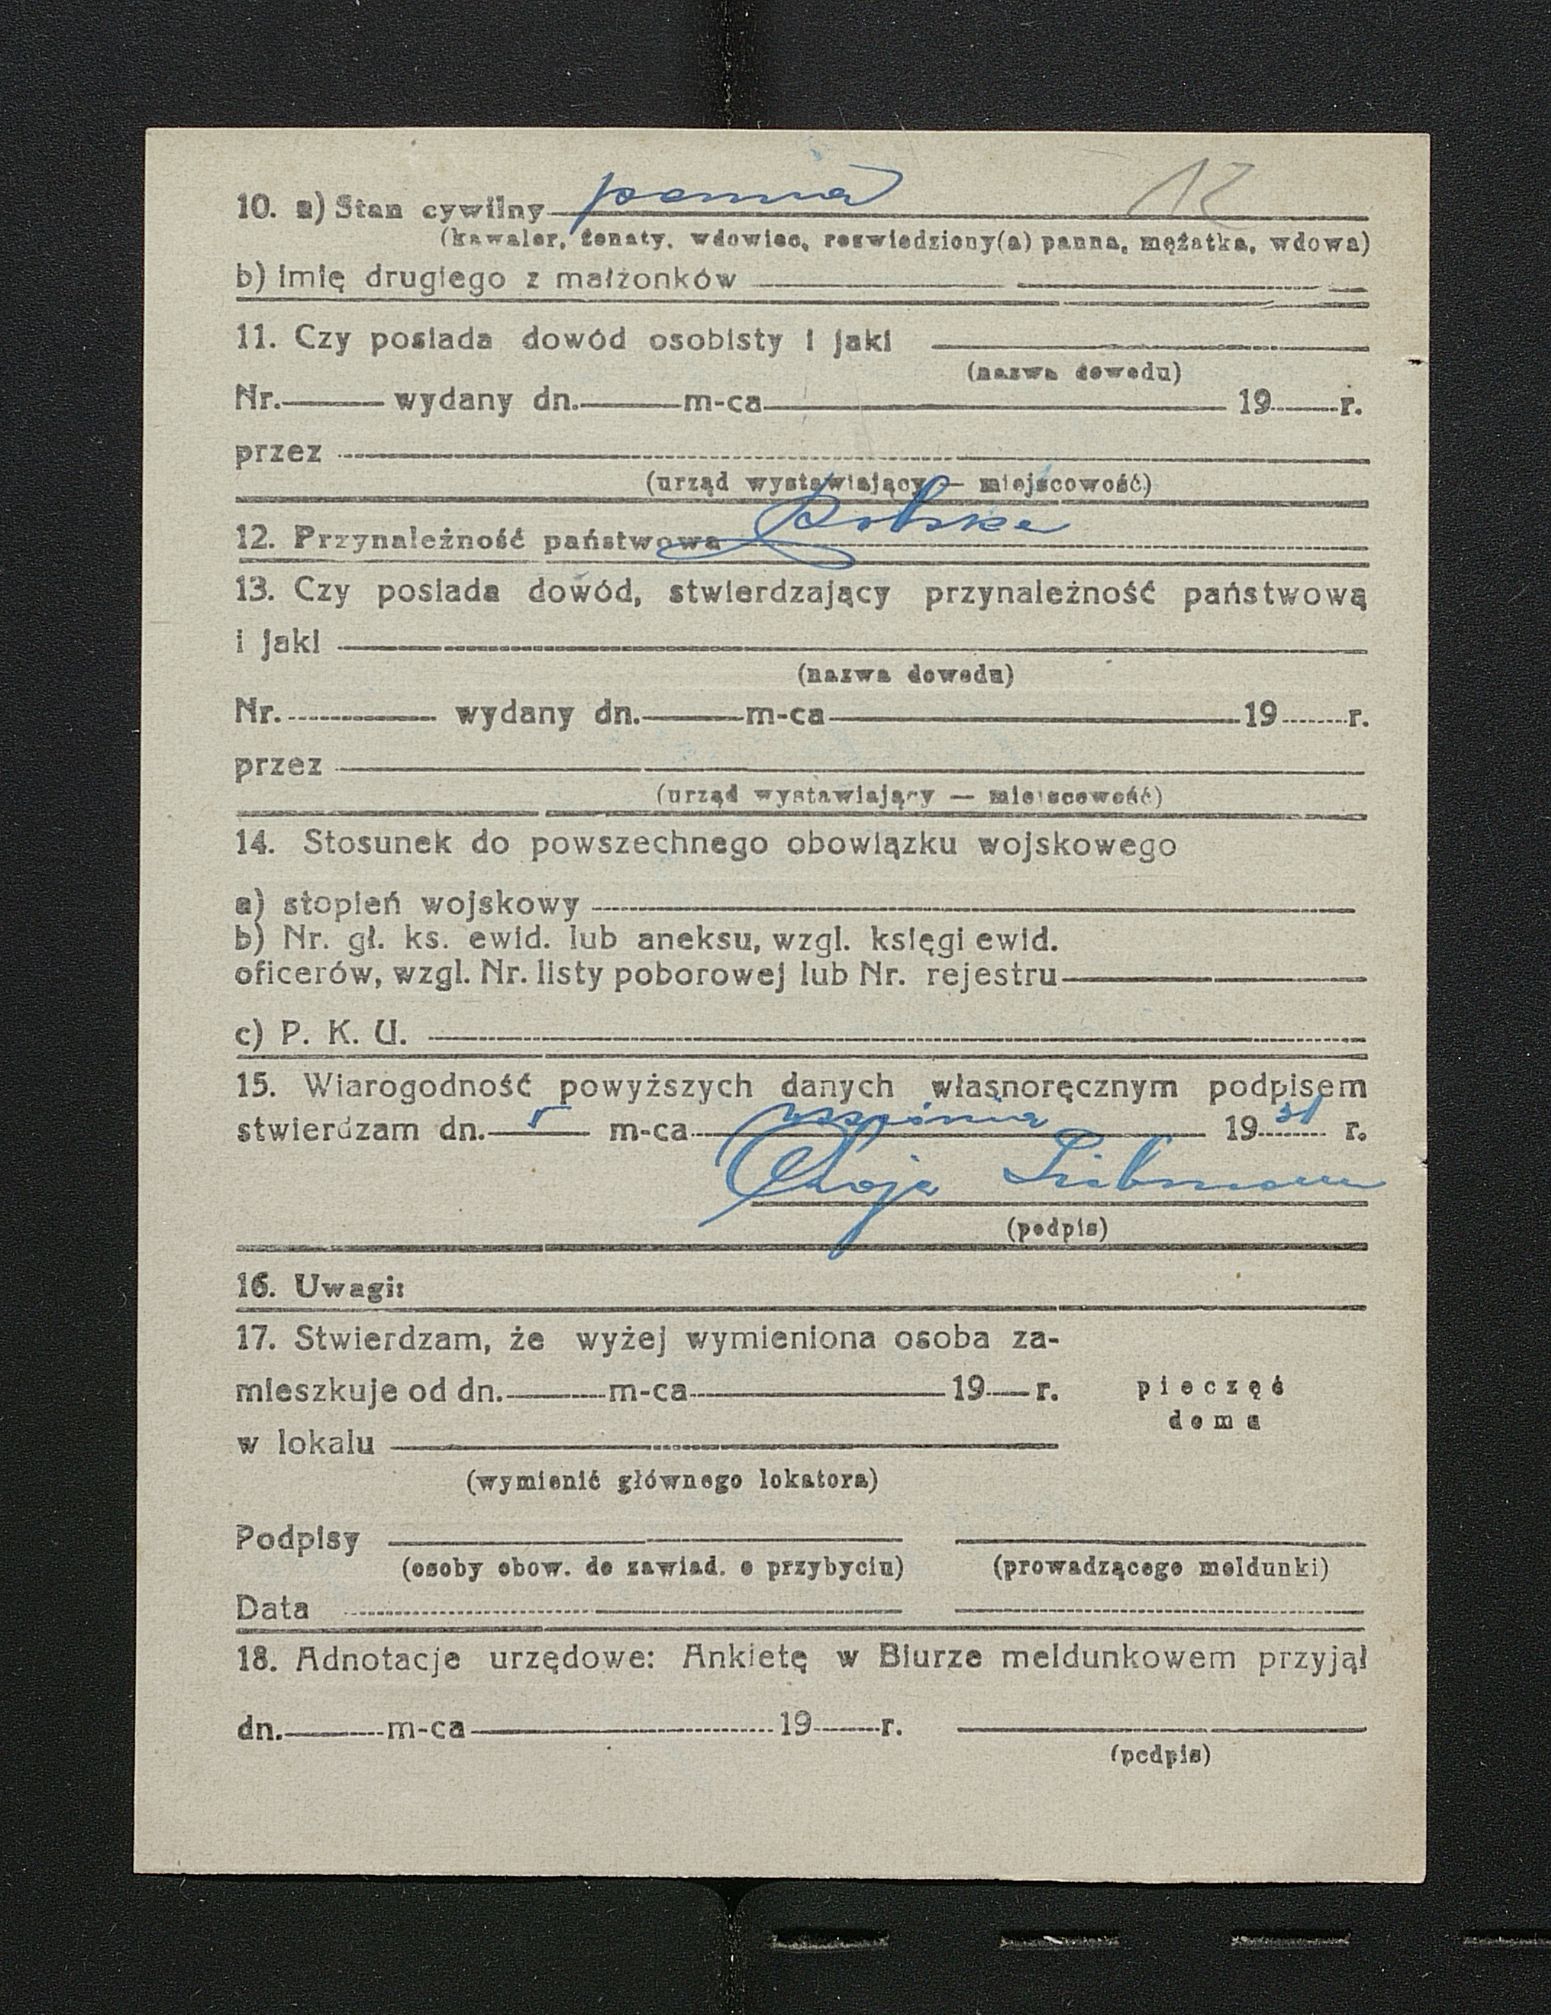 10. a) Stan cywilny panna 12
(kawaler, żonaty, wdowiec, rozwiedziony(a) panna, mężatka, wdowa)
b) imię drugiego z małżonków
11. Czy posiada dowód osobisty i jaki
(nazwa dowodu)
Nr. wydany dn. m-ca 19 r.
przez
(urząd wystawiający — miejscowość)
12. Przynależność państwowa Polska
13. Czy posiada dowód, stwierdzający przynależność państwową
i jaki
(nazwa dowodu)
Nr. wydany dn. m-ca 19 r.
przez
(urząd wystawiający — miejscowość)
14. Stosunek do powszechnego obowiązku wojskowego
a) stopień wojskowy
b) Nr. gł. ks. ewid. lub aneksu, wzgl. księgi ewid.
oficerów, wzgl. Nr. listy poborowej lub Nr. rejestru
c) P. K. U.
15. Wiarogodność powyższych danych własnoręcznym podpisem
stwierdzam dn. 5 m-ca września 19 31 r.
Chaja Libman
(podpis)
16. Uwagi:
17. Stwierdzam, że wyżej wymieniona osoba za-
mieszkuje od dn. m-ca 19 r. pieczęć
w lokalu domu
(wymienić głównego lokatora)
Podpisy
(osoby obow. do zawiad. o przybyciu) (prowadzącego meldunki)
Data
18. Adnotacje urzędowe: Ankietę w Biurze meldunkowem przyjął
dn. m-ca 19 r.
(podpis)